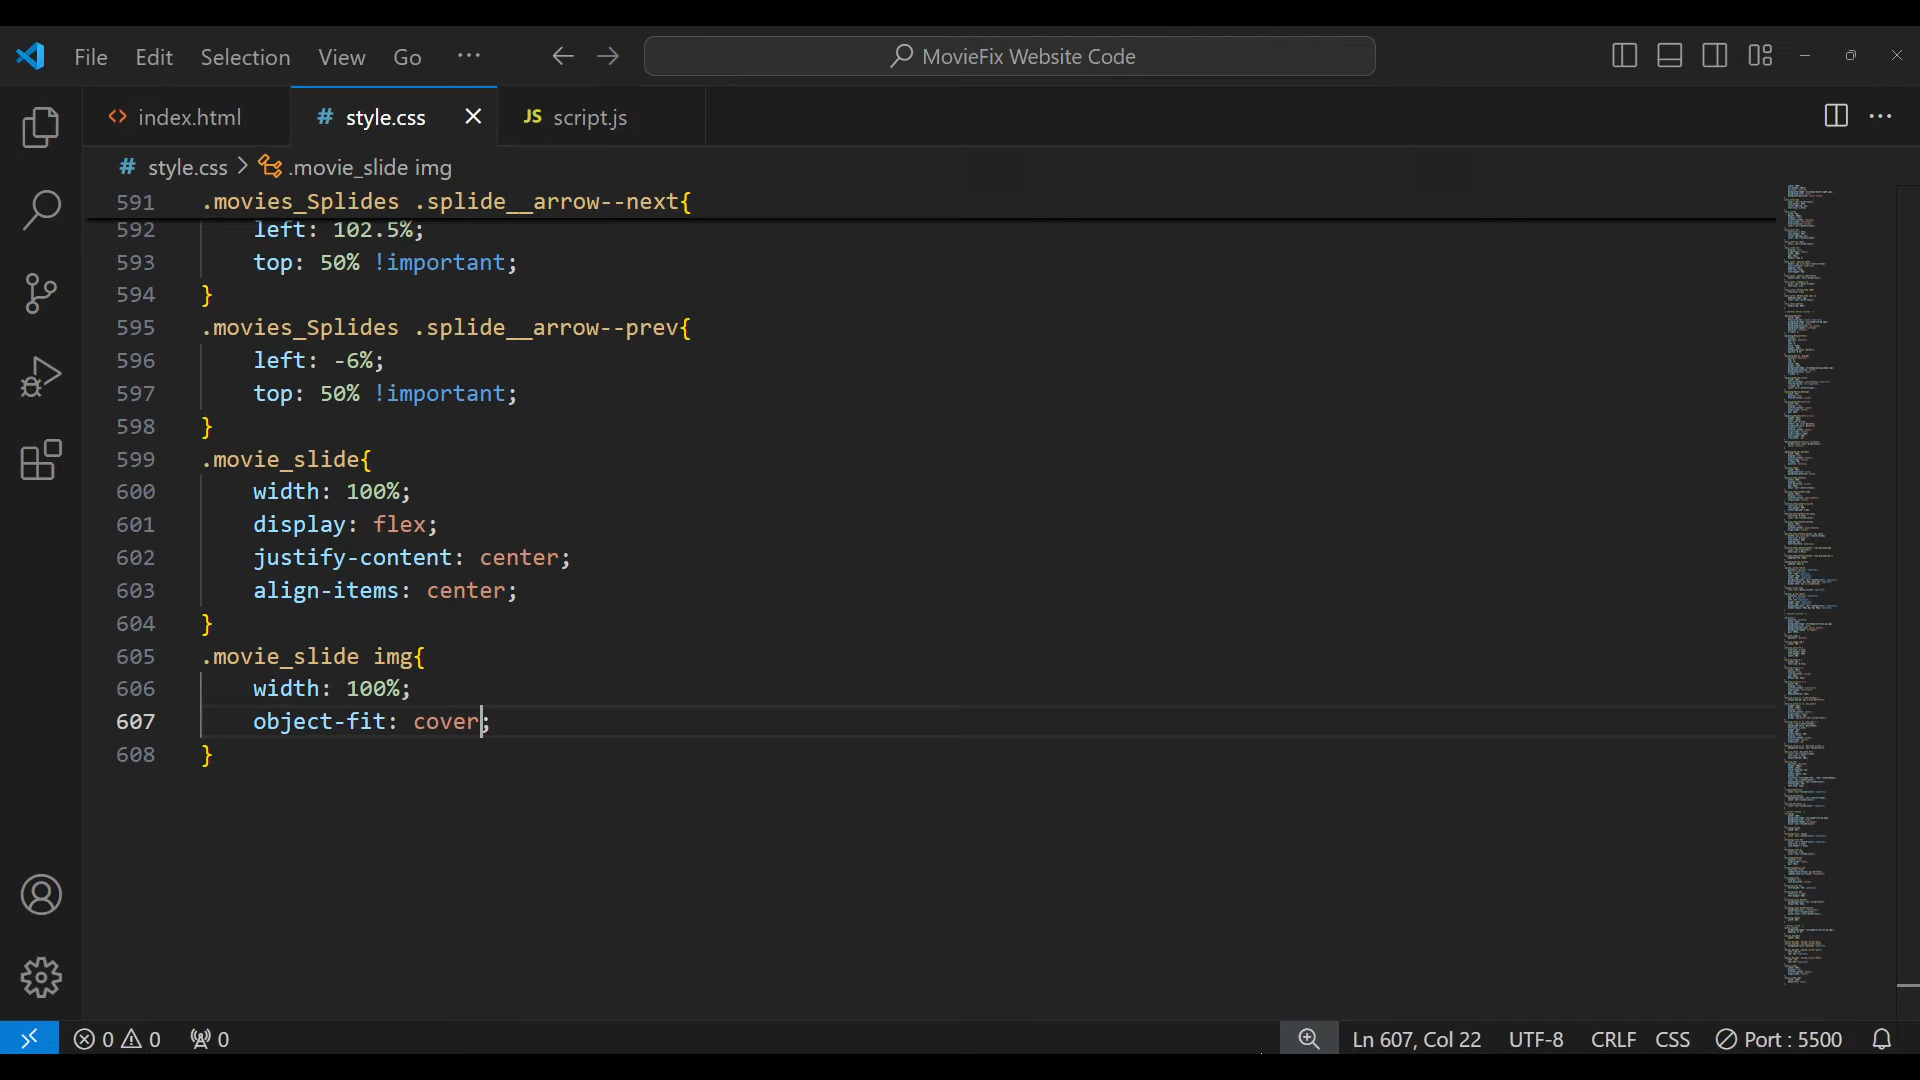 File Edit Selection View Go ··· MovieFix Website Code
index.html # style.css JS script.js
# style.css > .movie_slide img
591 .movies_Splides .splide__arrow--next{
592 left: 102.5%;
593 top: 50% !important;
594 }
595 .movies_Splides .splide__arrow--prev{
596 left: -6%;
597 top: 50% !important;
598 }
599 .movie_slide{
600 width: 100%;
601 display: flex;
602 justify-content: center;
603 align-items: center;
604 }
605 .movie_slide img{
606 width: 100%;
607 object-fit: cover;
608 }
0 0 0 Ln 607, Col 22 UTF-8 CRLF CSS Port : 5500